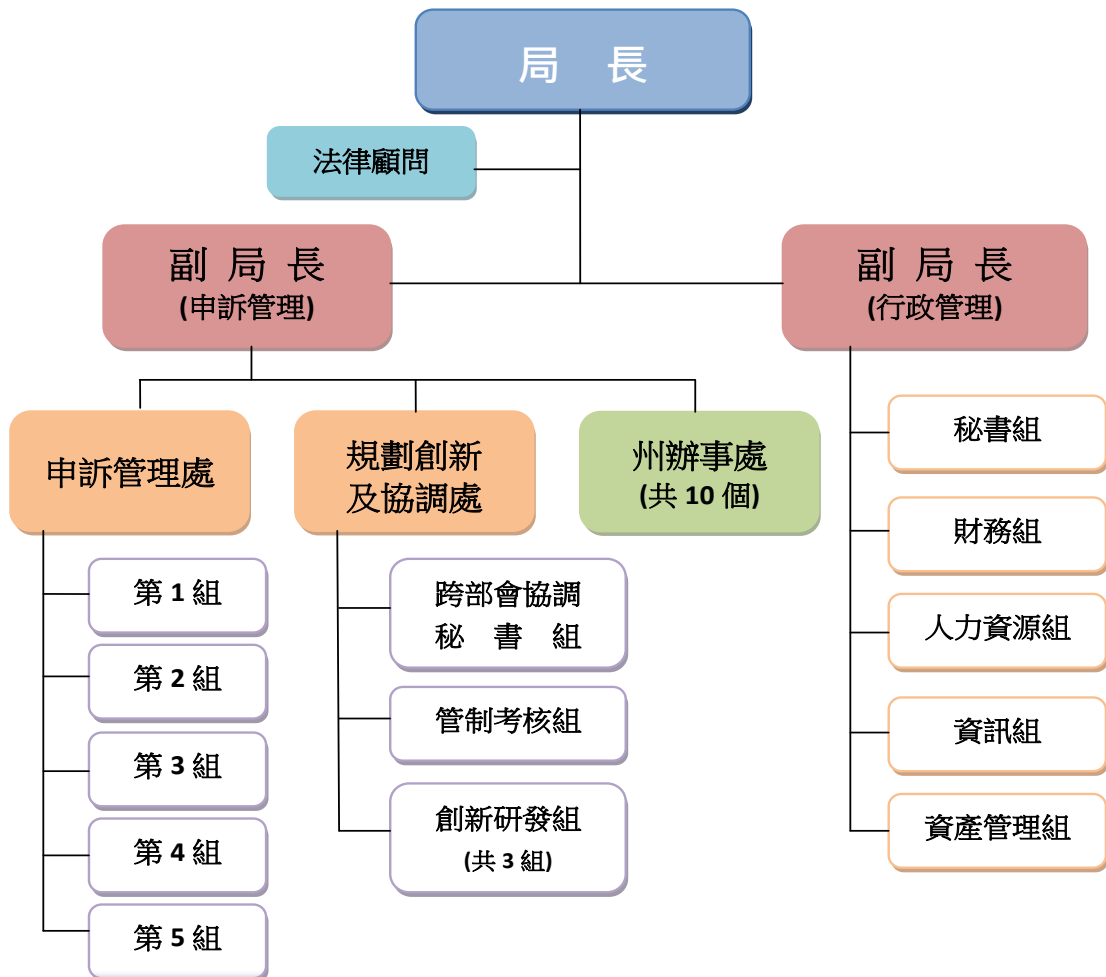 局 長
法律顧問
副 局 長
(申訴管理)
副 局 長
(行政管理)
申訴管理處
規劃創新
及協調處
州辦事處
(共 10 個)
第 1 組
第 2 組
第 3 組
第 4 組
第 5 組
跨部會協調
秘 書 組
管制考核組
創新研發組
(共 3 組)
秘書組
財務組
人力資源組
資訊組
資產管理組